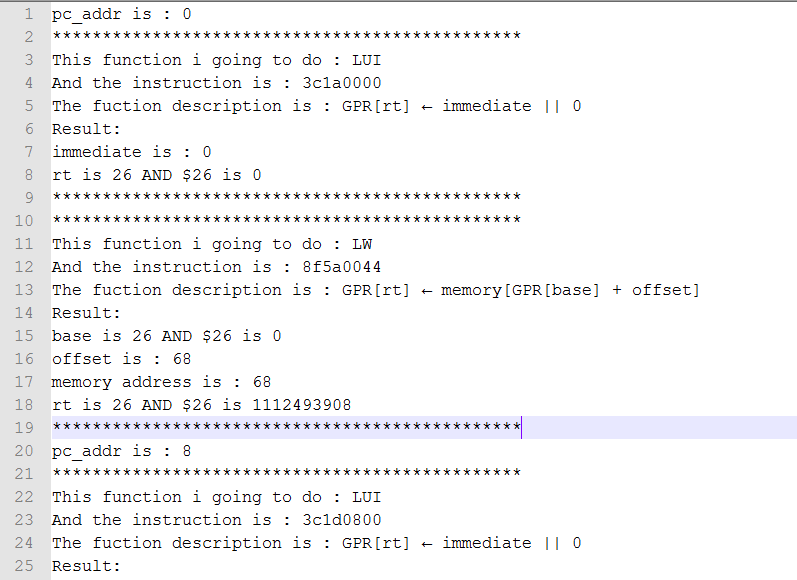 1 pc_addr is : 0
2 ***********************************************
3 This function i going to do : LUI
4 And the instruction is : 3c1a0000
5 The fuction description is : GPR[rt] ← immediate || 0
6 Result:
7 immediate is : 0
8 rt is 26 AND $26 is 0
9 ***********************************************
10 ***********************************************
11 This function i going to do : LW
12 And the instruction is : 8f5a0044
13 The fuction description is : GPR[rt] ← memory[GPR[base] + offset]
14 Result:
15 base is 26 AND $26 is 0
16 offset is : 68
17 memory address is : 68
18 rt is 26 AND $26 is 1112493908
19 ***********************************************
20 pc_addr is : 8
21 ***********************************************
22 This function i going to do : LUI
23 And the instruction is : 3c1d0800
24 The fuction description is : GPR[rt] ← immediate || 0
25 Result: